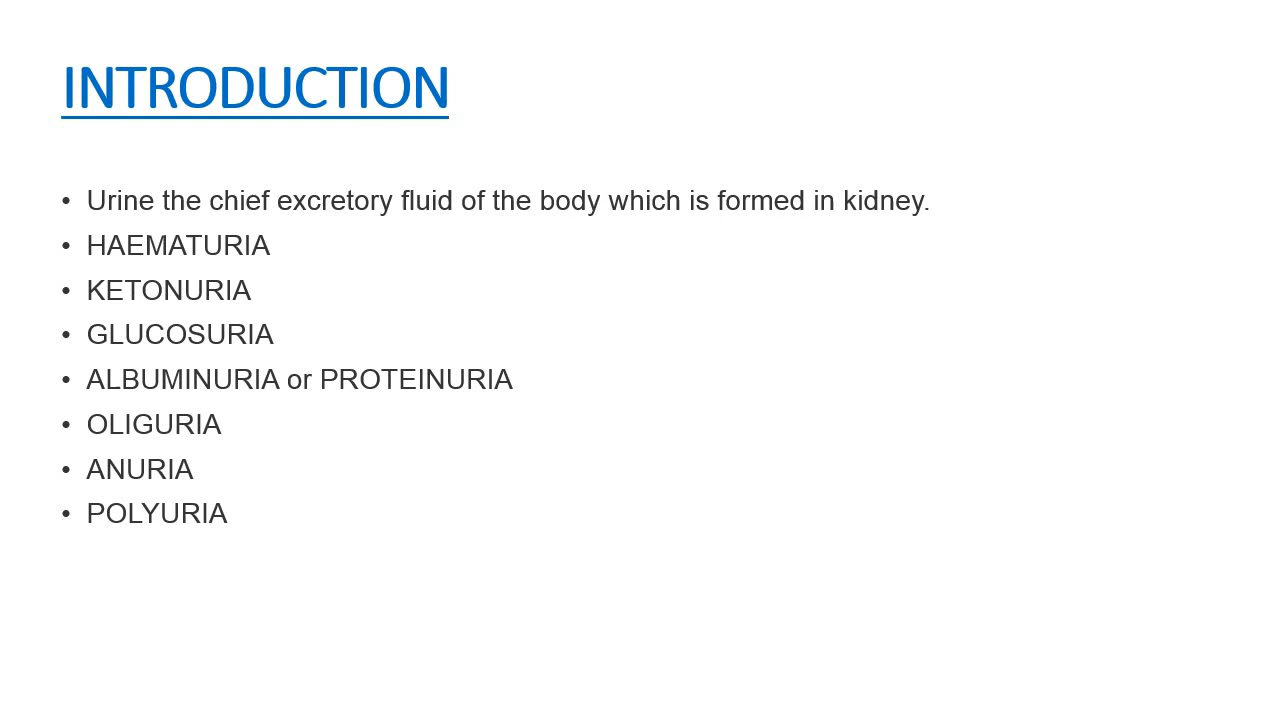 INTRODUCTION
• Urine the chief excretory fluid of the body which is formed in kidney.
• HAEMATURIA
• KETONURIA
• GLUCOSURIA
• ALBUMINURIA or PROTEINURIA
• OLIGURIA
• ANURIA
• POLYURIA